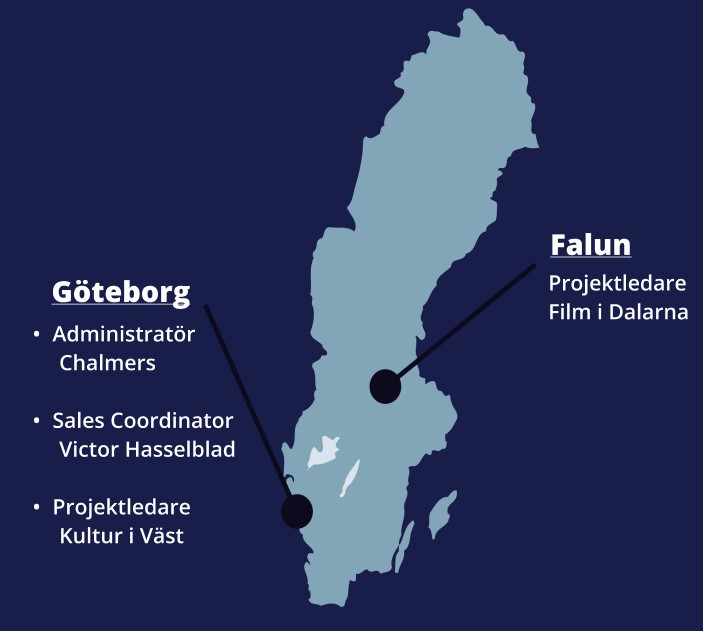 Göteborg
• Administratör
Chalmers
• Sales Coordinator
Victor Hasselblad
• Projektledare
Kultur i Väst
Falun
Projektledare
Film i Dalarna